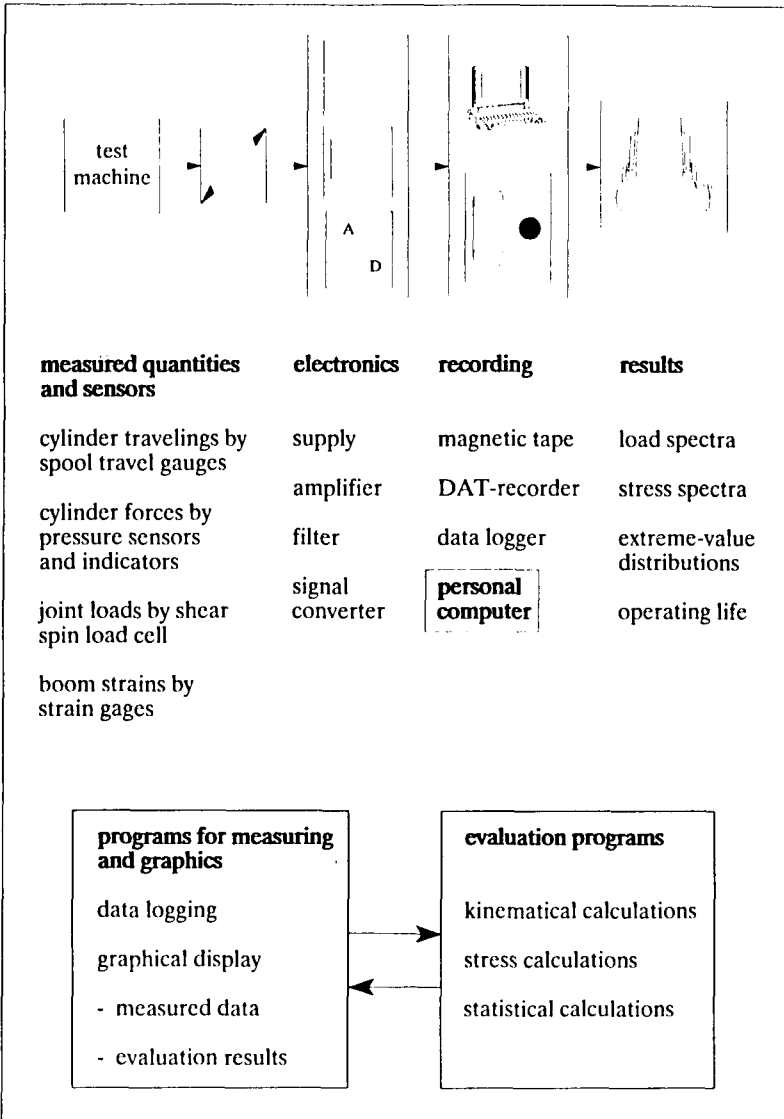 test
machine
A
D
measured quantities
and sensors
cylinder travelings by
spool travel gauges
cylinder forces by
pressure sensors
and indicators
joint loads by shear
spin load cell
boom strains by
strain gages
electronics
supply
amplifier
filter
signal
converter
recording
magnetic tape
DAT-recorder
data logger
personal
computer
results
load spectra
stress spectra
extreme-value
distributions
operating life
programs for measuring
and graphics
data logging
graphical display
- measured data
- evaluation results
evaluation programs
kinematical calculations
stress calculations
statistical calculations